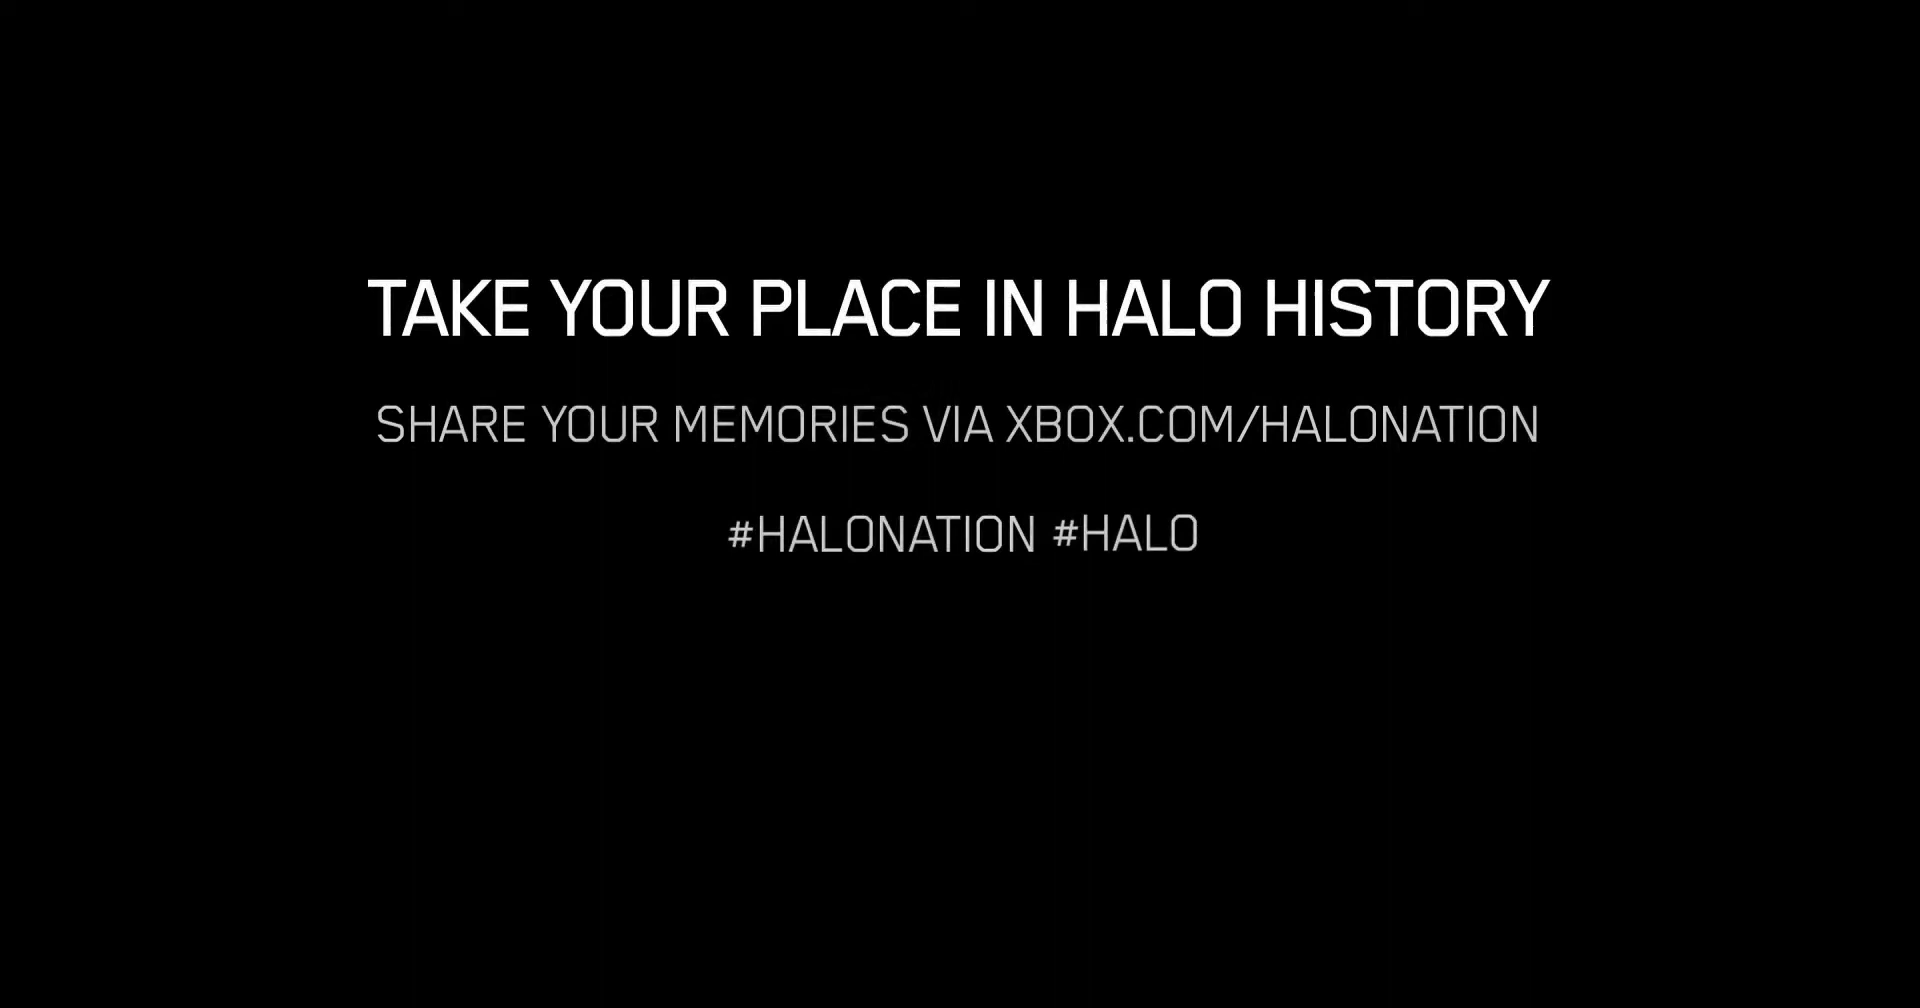 TAKE YOUR PLACE IN HALO HISTORY
SHARE YOUR MEMORIES VIA XBOX.COM/HALONATION
#HALONATION #HALO